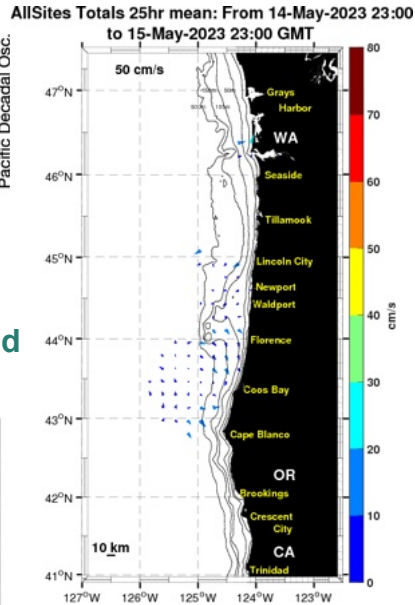 AllSites Totals 25hr mean: From 14-May-2023 23:00
to 15-May-2023 23:00 GMT
Pacific Decadal Osc.
d
50 cm/s
47°N
46°N
45°N
44°N
43°N
42°N
41°N
Grays
Harbor
WA
Seaside
Tillamook
Lincoln City
Newport
Waldport
Florence
Coos Bay
Cape Blanco
OR
Brookings
Crescent
City
CA
Trinidad
10 km
127°W
126°W
125°W
124°W
123°W
80
70
60
50
40
30
20
10
0
cm/s